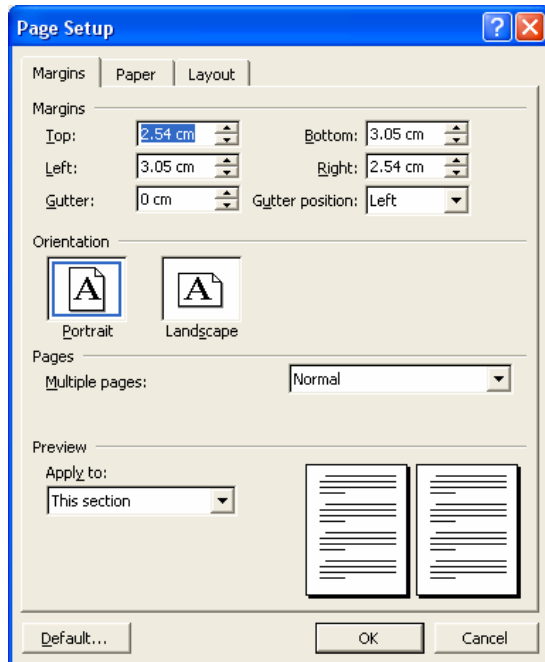 Page Setup
Margins Paper Layout
Margins
Top: 2.54 cm Bottom: 3.05 cm
Left: 3.05 cm Right: 2.54 cm
Gutter: 0 cm Gutter position: Left
Orientation
A A
Portrait Landscape
Pages
Multiple pages: Normal
Preview
Apply to:
This section
Default... OK Cancel